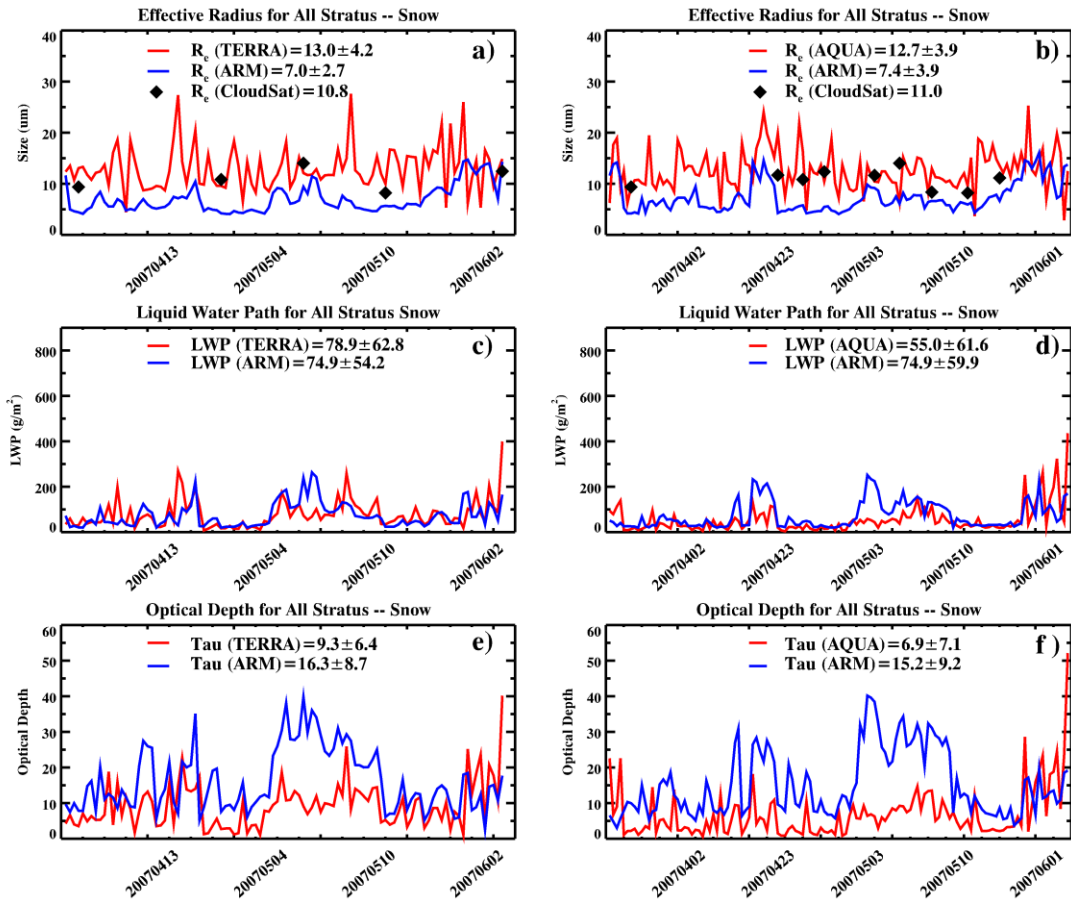 Effective Radius for All Stratus -- Snow
a)
Re (TERRA)=13.0±4.2
Re (ARM)=7.0±2.7
Re (CloudSat)=10.8
Size (um)
40
30
20
10
0
20070413
20070504
20070510
20070602
Effective Radius for All Stratus -- Snow
b)
Re (AQUA)=12.7±3.9
Re (ARM)=7.4±3.9
Re (CloudSat)=11.0
Size (um)
40
30
20
10
0
20070402
20070423
20070503
20070510
20070601
Liquid Water Path for All Stratus Snow
c)
LWP (TERRA)=78.9±62.8
LWP (ARM)=74.9±54.2
LWP (g/m²)
800
600
400
200
0
20070413
20070504
20070510
20070602
Liquid Water Path for All Stratus -- Snow
d)
LWP (AQUA)=55.0±61.6
LWP (ARM)=74.9±59.9
LWP (g/m²)
800
600
400
200
0
20070402
20070423
20070503
20070510
20070601
Optical Depth for All Stratus -- Snow
e)
Tau (TERRA)=9.3±6.4
Tau (ARM)=16.3±8.7
Optical Depth
60
50
40
30
20
10
0
20070413
20070504
20070510
20070602
Optical Depth for All Stratus -- Snow
f )
Tau (AQUA)=6.9±7.1
Tau (ARM)=15.2±9.2
Optical Depth
60
50
40
30
20
10
0
20070402
20070423
20070503
20070510
20070601